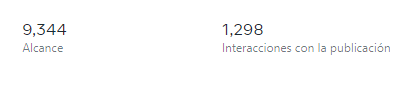 9,344 1,298
Alcance Interacciones con la publicación